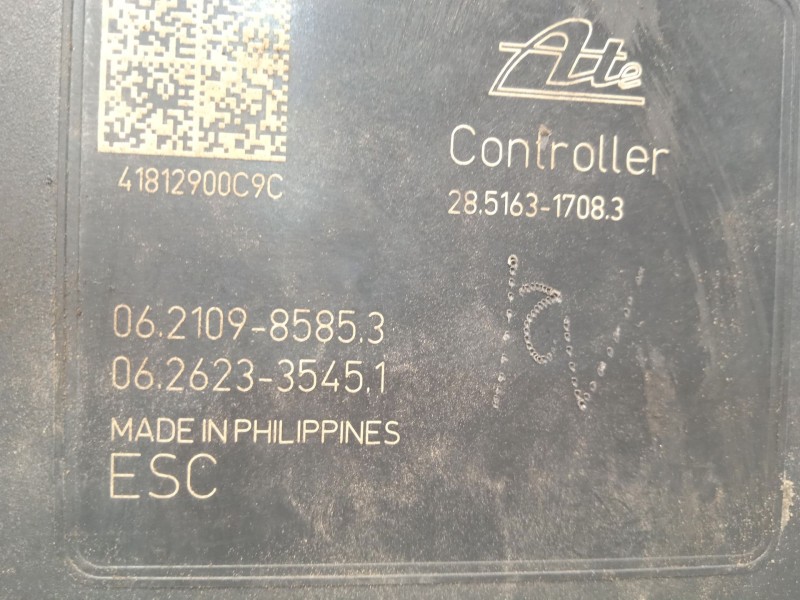 Ate
Controller
41812900C9C
28.5163-1708.3
06.2109-8585.3
06.2623-3545.1
MADE IN PHILIPPINES
ESC